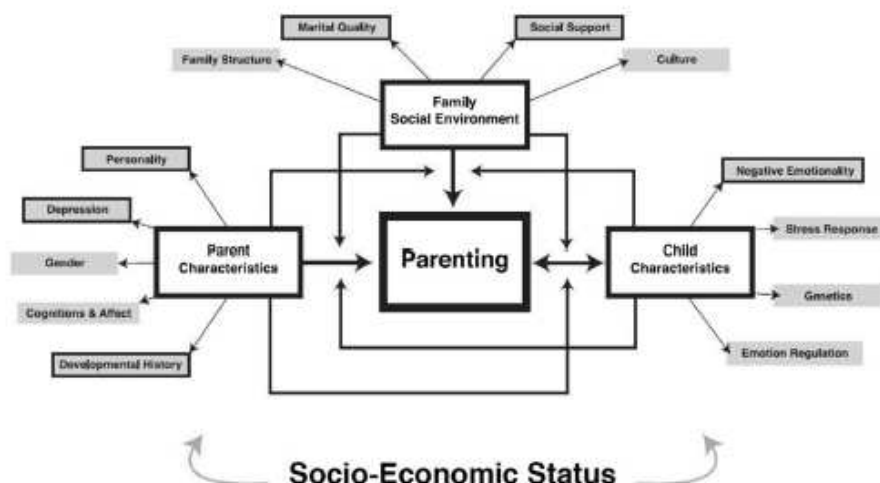 Marital Quality
Social Support
Family Structure
Culture
Family
Social Environment
Personality
Negative Emotionality
Depression
Stress Response
Parent
Characteristics
Parenting
Child
Characteristics
Gender
Genetics
Cognitions & Affect
Developmental History
Emotion Regulation
Socio-Economic Status